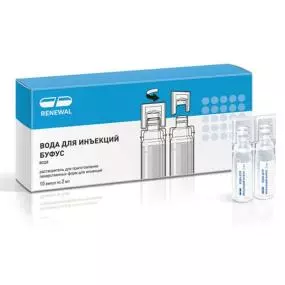 RENEWAL
ВОДА ДЛЯ ИНЪЕКЦИЙ
БУФУС
вода
растворитель для приготовления
лекарственных форм для инъекций
10 ампул по 2 мл